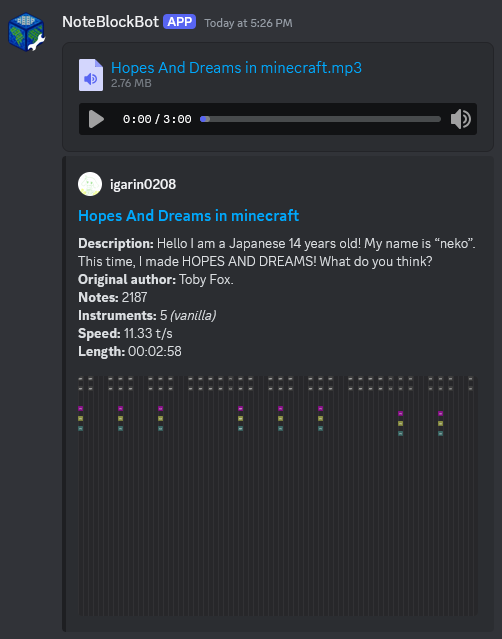 NoteBlockBot APP Today at 5:26 PM
Hopes And Dreams in minecraft.mp3
2.76 MB
0:00 / 3:00
igarin0208
Hopes And Dreams in minecraft
Description: Hello I am a Japanese 14 years old! My name is “neko”.
This time, I made HOPES AND DREAMS! What do you think?
Original author: Toby Fox.
Notes: 2187
Instruments: 5 (vanilla)
Speed: 11.33 t/s
Length: 00:02:58